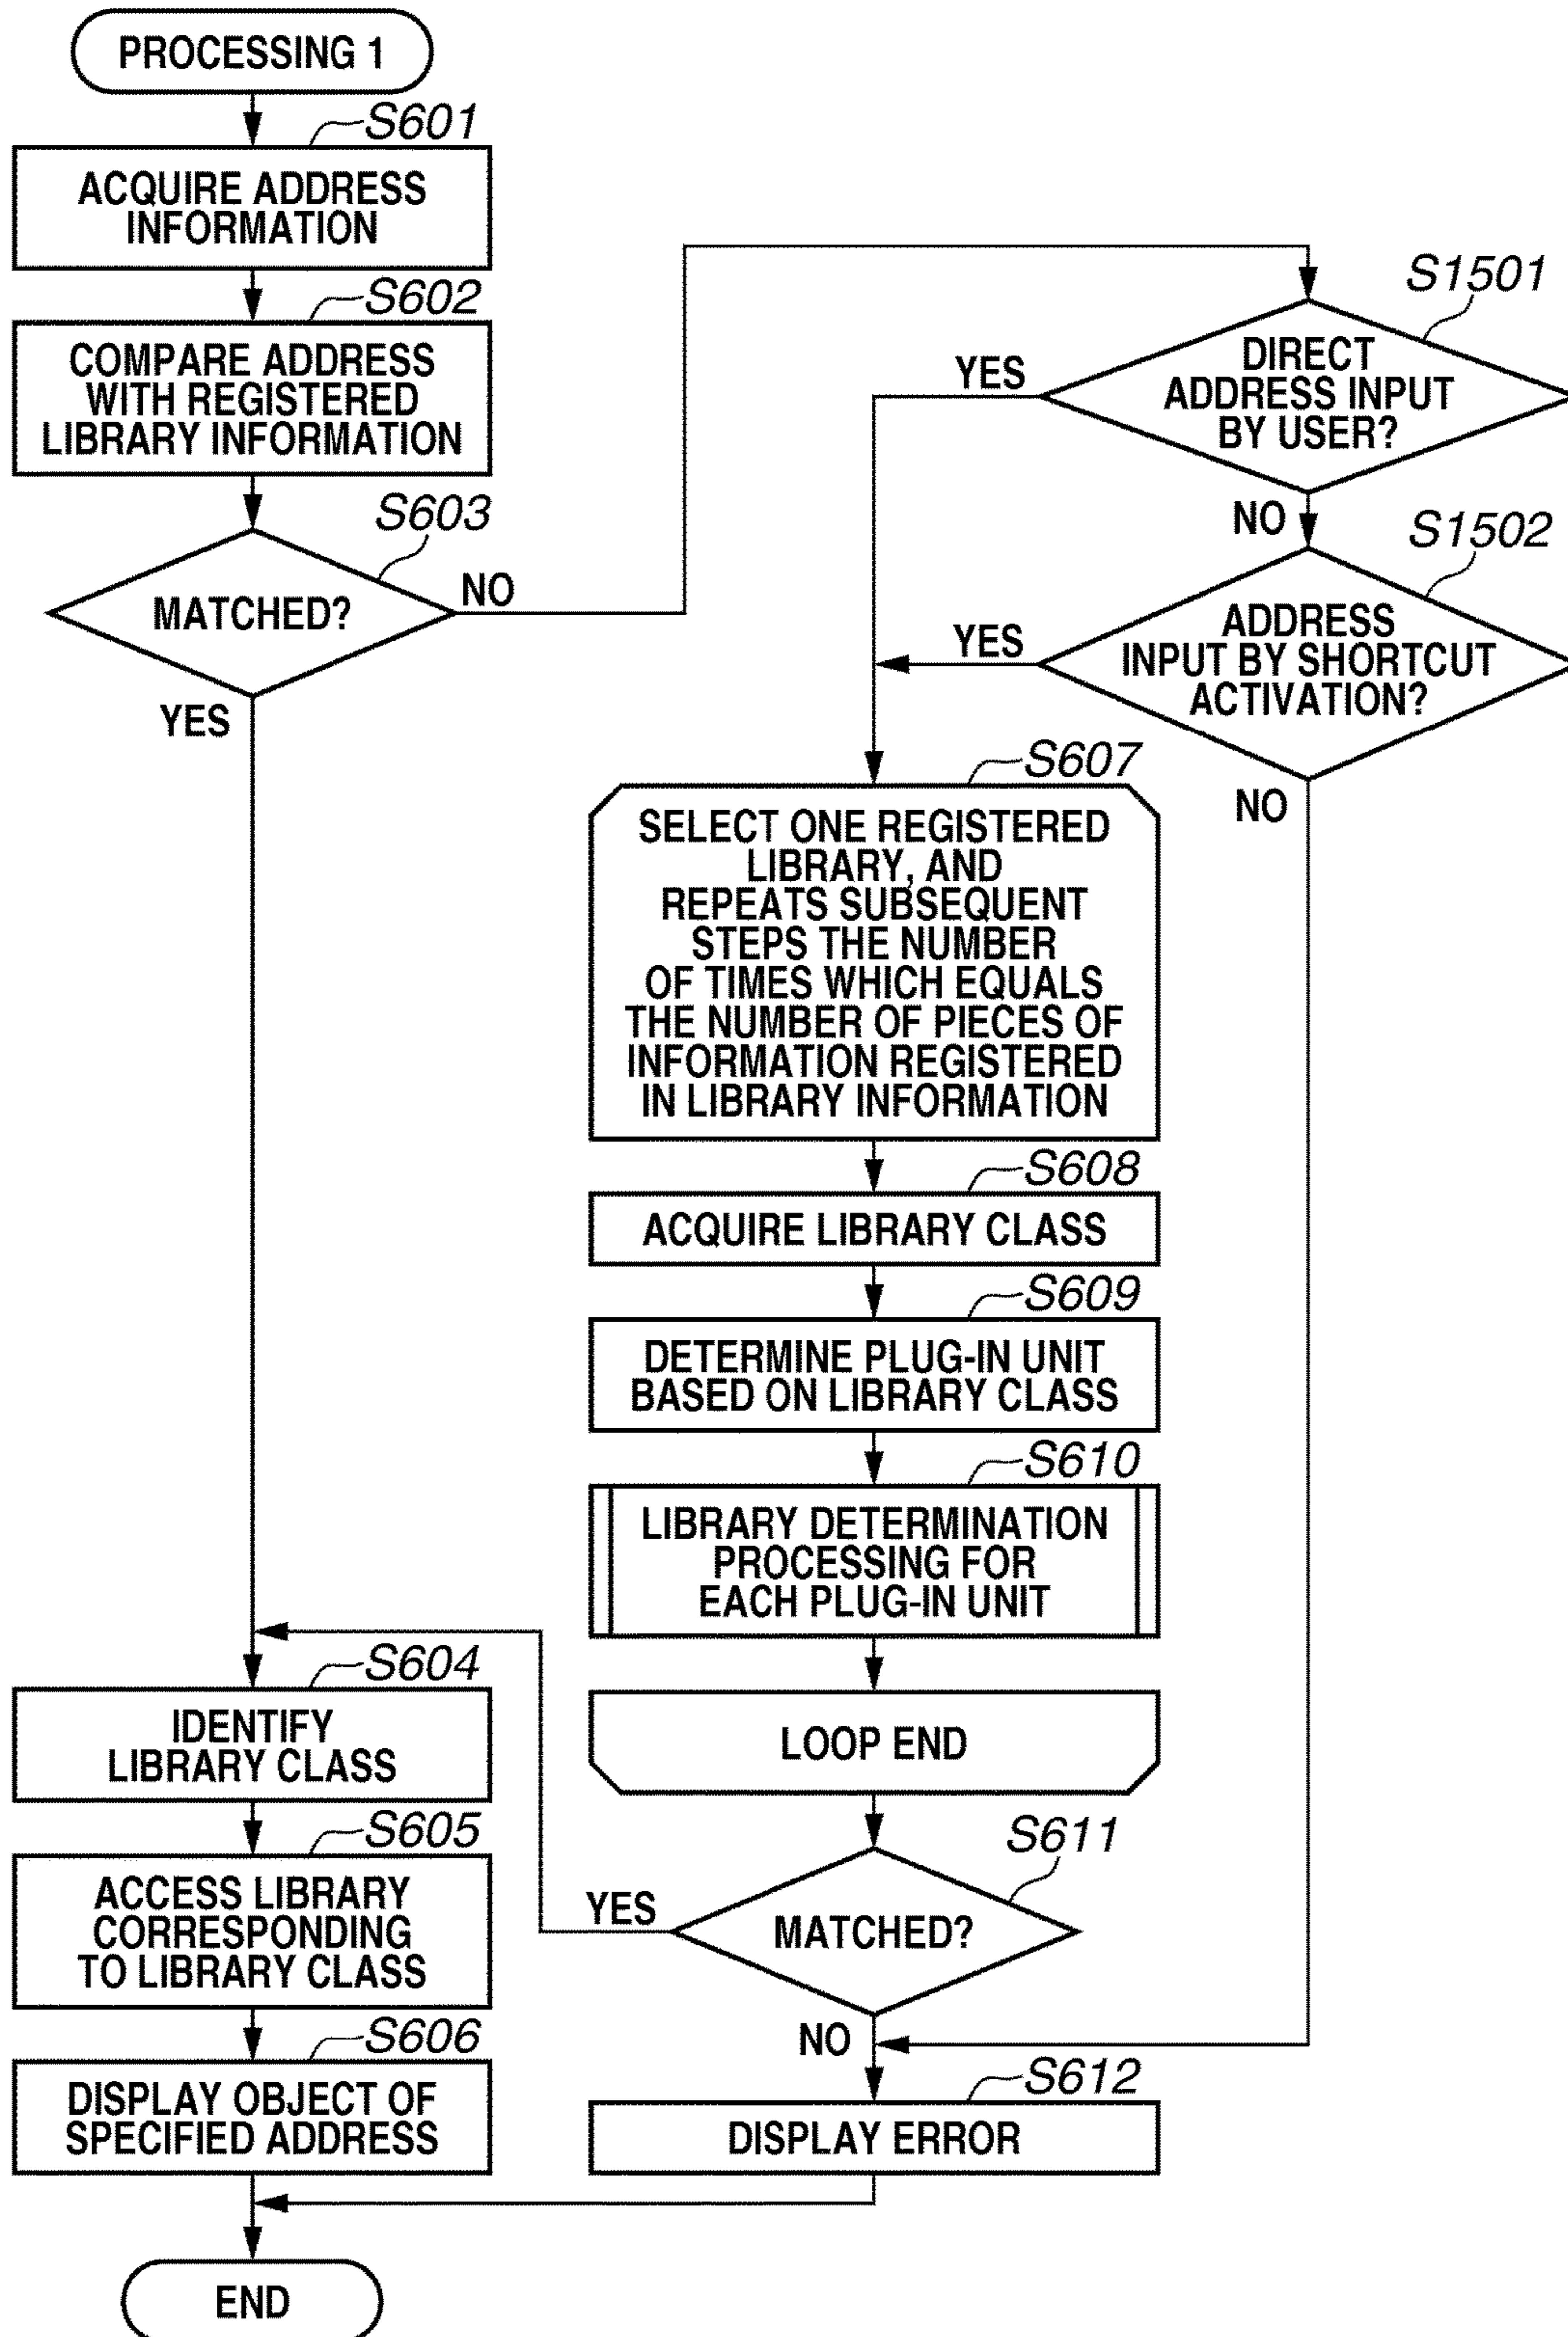 PROCESSING 1
S601
ACQUIRE ADDRESS
INFORMATION
S602
COMPARE ADDRESS
WITH REGISTERED
LIBRARY INFORMATION
S603
MATCHED?
NO
YES
S1501
DIRECT
ADDRESS INPUT
BY USER?
YES
NO
S1502
ADDRESS
INPUT BY SHORTCUT
ACTIVATION?
YES
NO
S607
SELECT ONE REGISTERED
LIBRARY, AND
REPEATS SUBSEQUENT
STEPS THE NUMBER
OF TIMES WHICH EQUALS
THE NUMBER OF PIECES OF
INFORMATION REGISTERED
IN LIBRARY INFORMATION
S608
ACQUIRE LIBRARY CLASS
S609
DETERMINE PLUG-IN UNIT
BASED ON LIBRARY CLASS
S610
LIBRARY DETERMINATION
PROCESSING FOR
EACH PLUG-IN UNIT
LOOP END
S611
MATCHED?
YES
NO
S612
DISPLAY ERROR
S604
IDENTIFY
LIBRARY CLASS
S605
ACCESS LIBRARY
CORRESPONDING
TO LIBRARY CLASS
S606
DISPLAY OBJECT OF
SPECIFIED ADDRESS
END